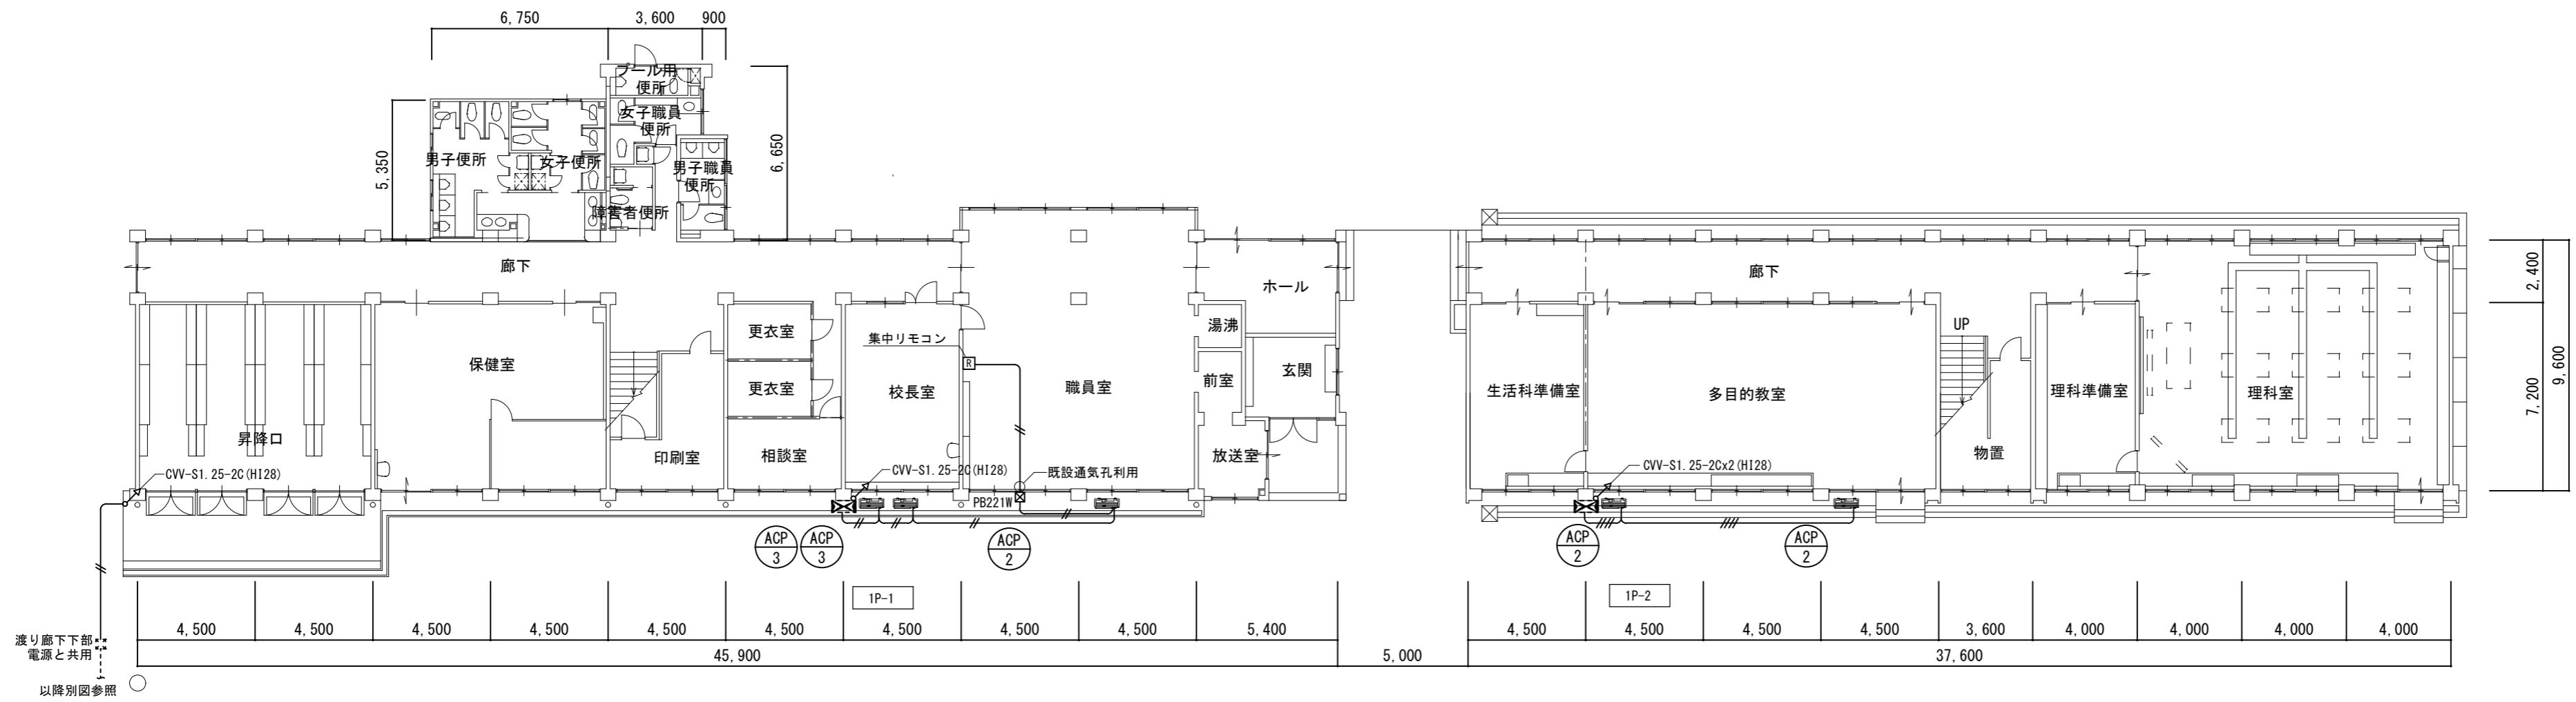 6,750
3,600
900
5,350
6,650
プール用
便所
女子職員
便所
男子便所
女子便所
男子職員
便所
障害者便所
廊下
ホール
廊下
2,400
7,200
9,600
更衣室
湯沸
UP
集中リモコン
R
保健室
更衣室
校長室
職員室
前室
玄関
生活科準備室
多目的教室
理科準備室
理科室
昇降口
印刷室
相談室
放送室
物置
CVV-S1.25-2C(HI28)
CVV-S1.25-2C(HI28)
既設通気孔利用
CVV-S1.25-2Cx2(HI28)
PB221W
ACP
3
ACP
3
ACP
2
ACP
2
ACP
2
1P-1
1P-2
4,500
4,500
4,500
4,500
4,500
4,500
4,500
4,500
4,500
5,400
4,500
4,500
4,500
4,500
3,600
4,000
4,000
4,000
4,000
渡り廊下下部
電源と共用
45,900
5,000
37,600
以降別図参照